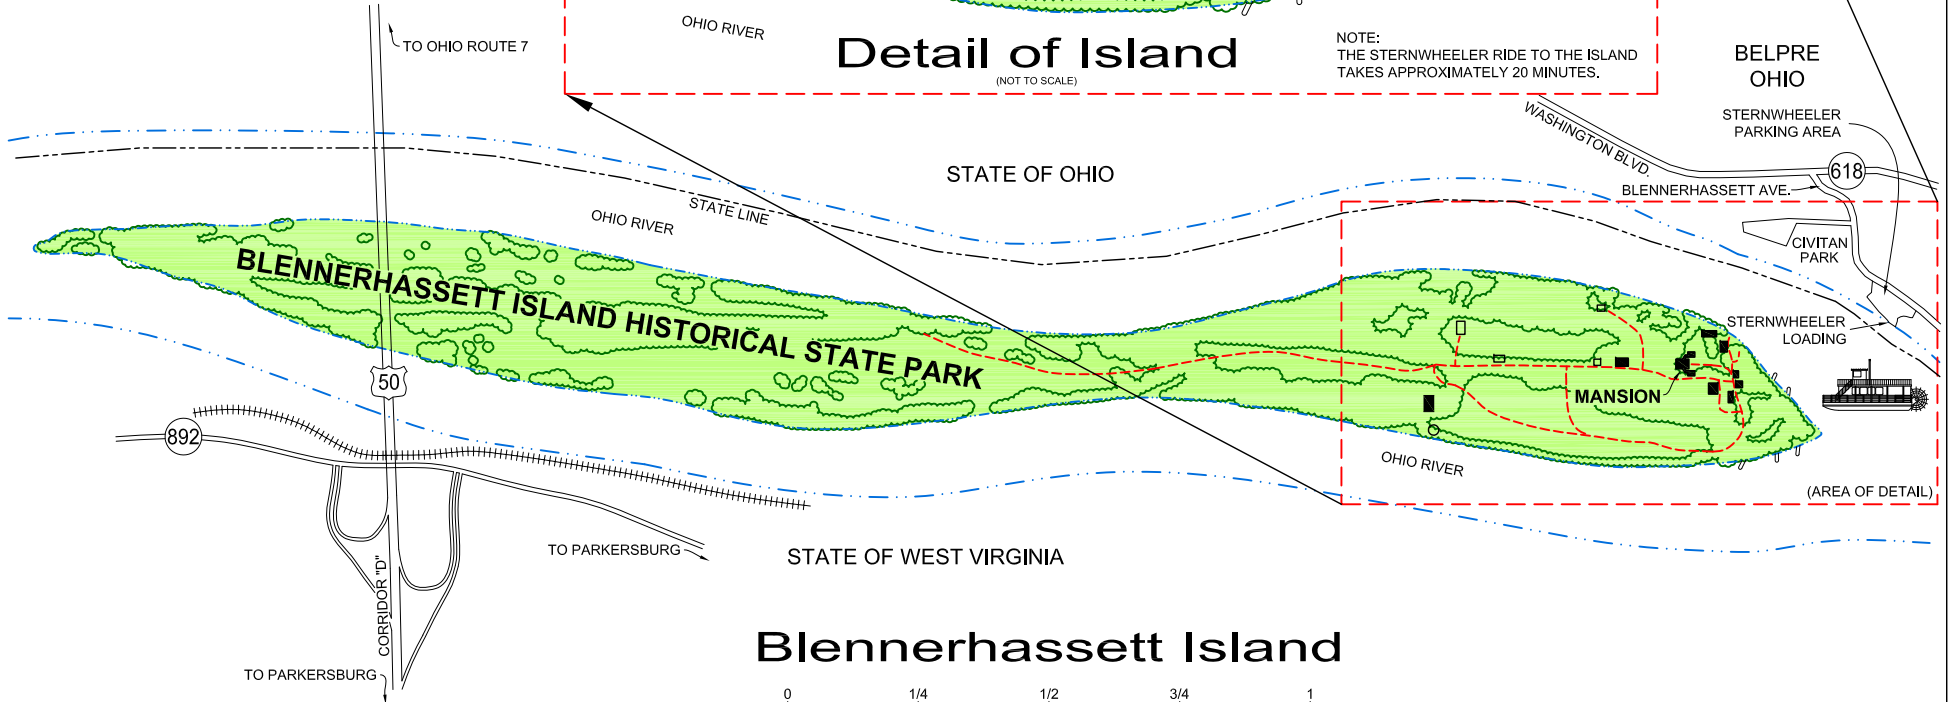 TO OHIO ROUTE 7
OHIO RIVER
Detail of Island
(NOT TO SCALE)
NOTE:
THE STERNWHEELER RIDE TO THE ISLAND
TAKES APPROXIMATELY 20 MINUTES.
BELPRE
OHIO
STERNWHEELER
PARKING AREA
WASHINGTON BLVD.
618
BLENNERHASSETT AVE.
STATE OF OHIO
STATE LINE
OHIO RIVER
CIVITAN
PARK
STERNWHEELER
LOADING
BLENNERHASSETT ISLAND HISTORICAL STATE PARK
MANSION
50
892
OHIO RIVER
(AREA OF DETAIL)
TO PARKERSBURG
STATE OF WEST VIRGINIA
CORRIDOR "D"
TO PARKERSBURG
Blennerhassett Island
0 1/4 1/2 3/4 1